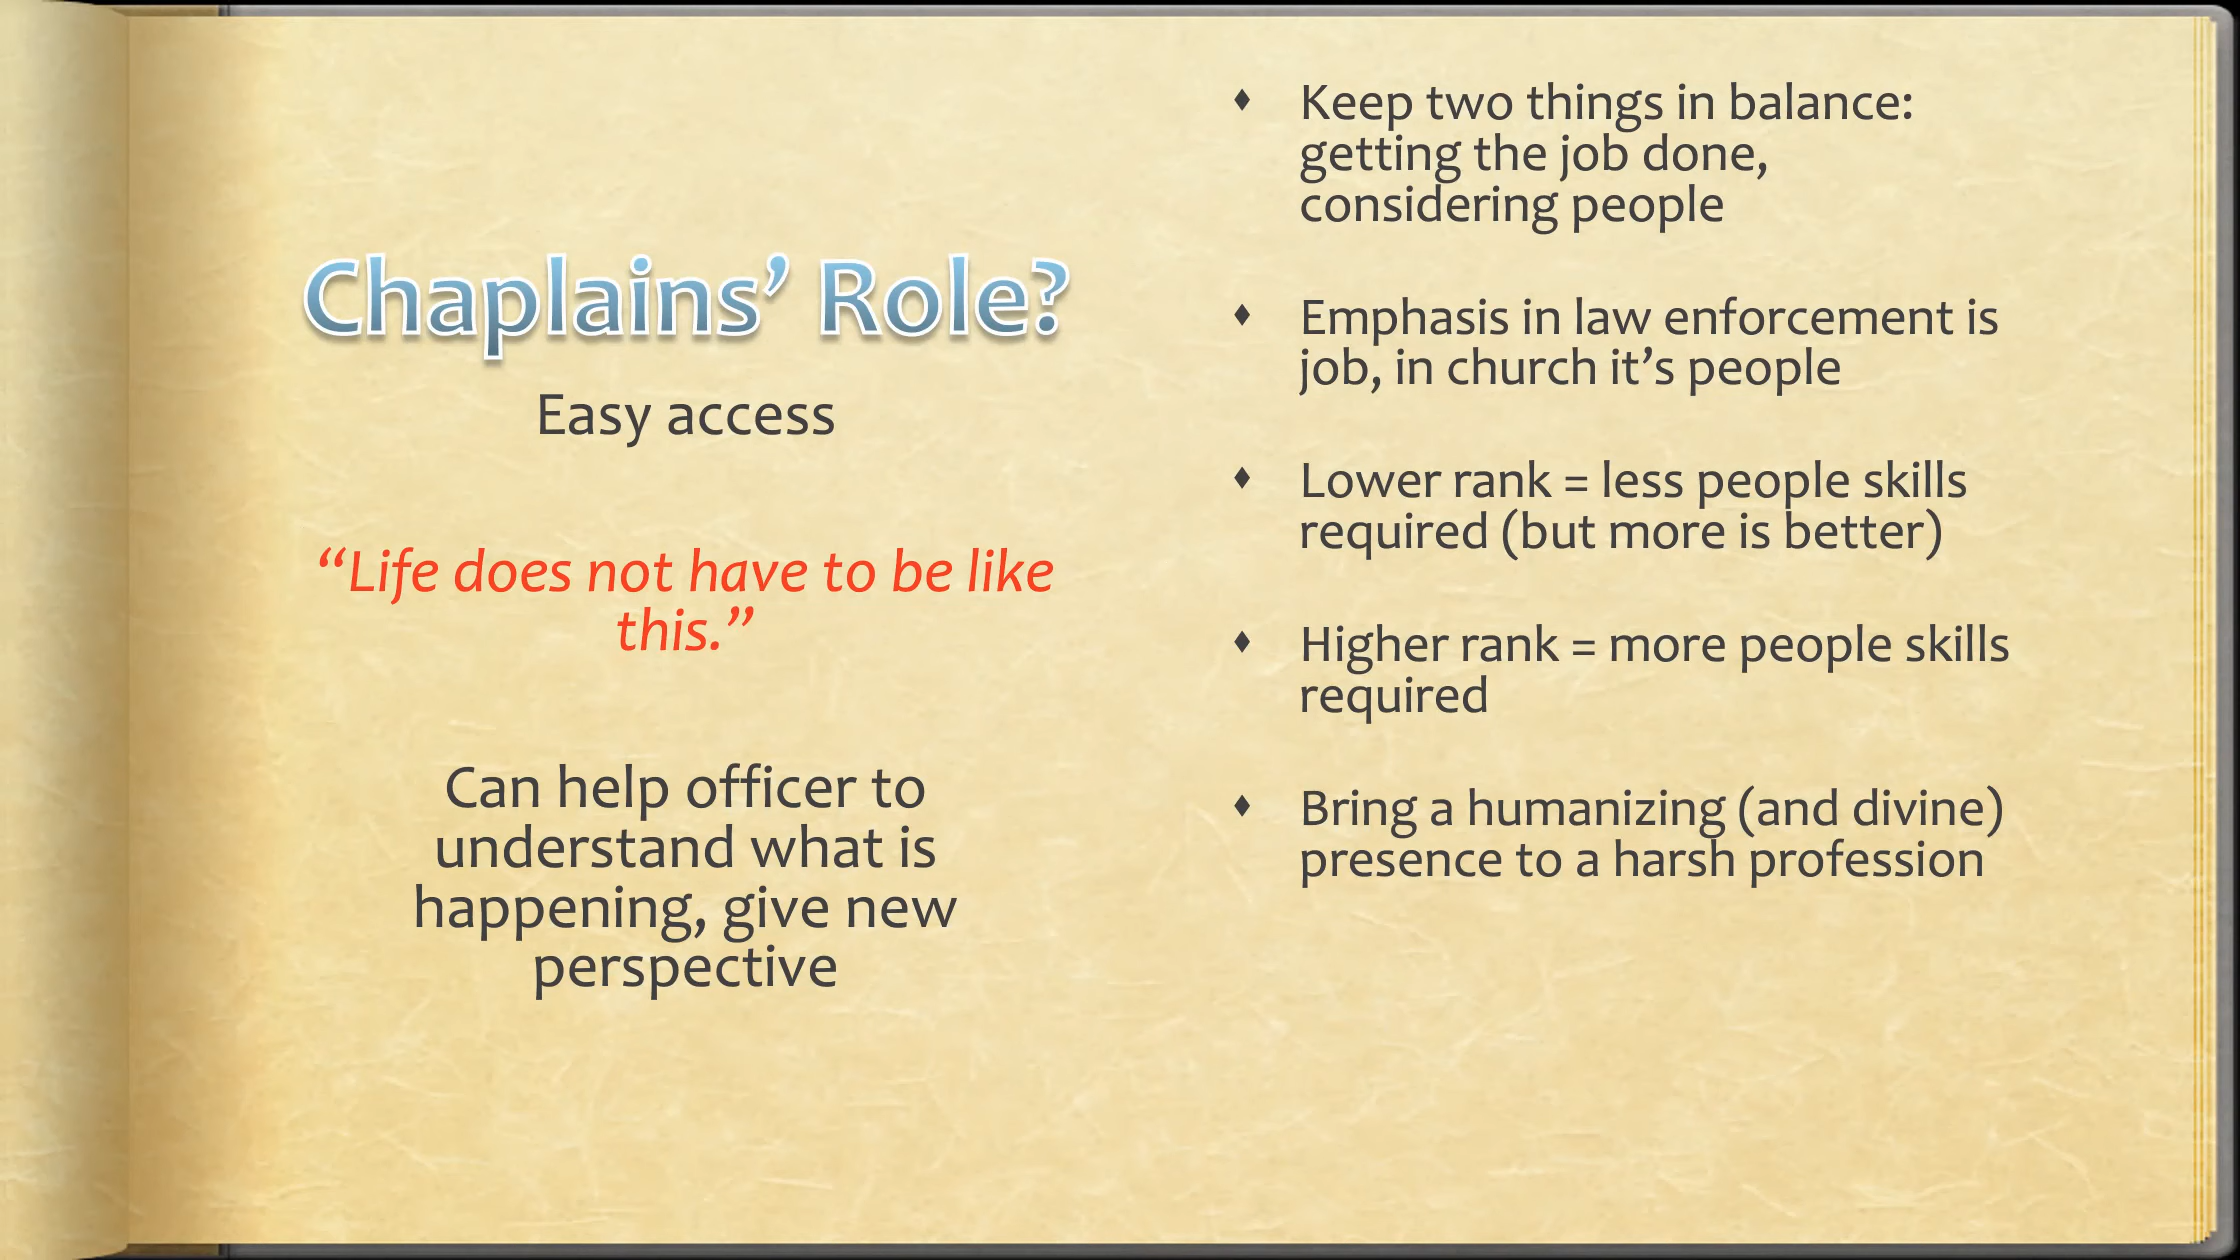 Chaplains’ Role?
Easy access
“Life does not have to be like
this.”
Can help officer to
understand what is
happening, give new
perspective
♦ Keep two things in balance:
getting the job done,
considering people
♦ Emphasis in law enforcement is
job, in church it’s people
♦ Lower rank = less people skills
required (but more is better)
♦ Higher rank = more people skills
required
♦ Bring a humanizing (and divine)
presence to a harsh profession